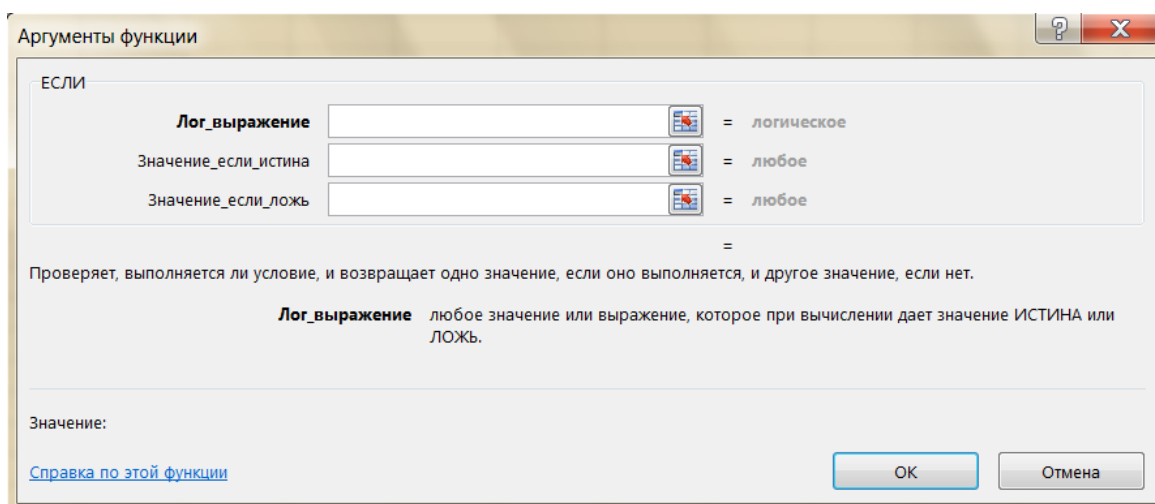 Аргументы функции
ЕСЛИ
Лог_выражение = логическое
Значение_если_истина = любое
Значение_если_ложь = любое
=
Проверяет, выполняется ли условие, и возвращает одно значение, если оно выполняется, и другое значение, если нет.
Лог_выражение любое значение или выражение, которое при вычислении дает значение ИСТИНА или
ЛОЖЬ.
Значение:
Справка по этой функции ОК Отмена